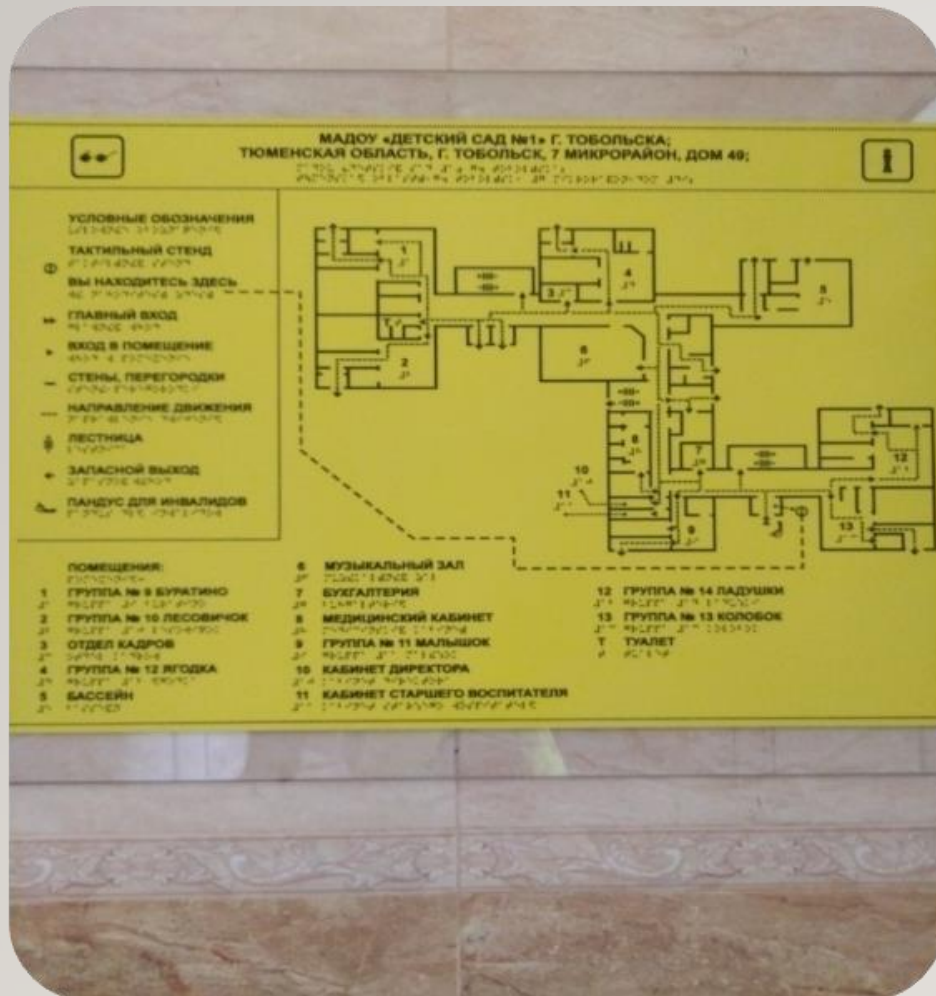 МАДОУ «ДЕТСКИЙ САД №1» Г. ТОБОЛЬСКА;
ТЮМЕНСКАЯ ОБЛАСТЬ, Г. ТОБОЛЬСК, 7 МИКРОРАЙОН, ДОМ 49;
УСЛОВНЫЕ ОБОЗНАЧЕНИЯ
ТАКТИЛЬНЫЙ СТЕНД
ВЫ НАХОДИТЕСЬ ЗДЕСЬ
ГЛАВНЫЙ ВХОД
ВХОД В ПОМЕЩЕНИЕ
СТЕНЫ, ПЕРЕГОРОДКИ
НАПРАВЛЕНИЕ ДВИЖЕНИЯ
ЛЕСТНИЦА
ЗАПАСНОЙ ВЫХОД
ПАНДУС ДЛЯ ИНВАЛИДОВ
1
4
3
5
Т
2
6
8
7
10
11
12
9
13
ПОМЕЩЕНИЯ:
1 ГРУППА № 9 БУРАТИНО
2 ГРУППА № 10 ЛЕСОВИЧОК
3 ОТДЕЛ КАДРОВ
4 ГРУППА № 12 ЯГОДКА
5 БАССЕЙН
6 МУЗЫКАЛЬНЫЙ ЗАЛ
7 БУХГАЛТЕРИЯ
8 МЕДИЦИНСКИЙ КАБИНЕТ
9 ГРУППА № 11 МАЛЫШОК
10 КАБИНЕТ ДИРЕКТОРА
11 КАБИНЕТ СТАРШЕГО ВОСПИТАТЕЛЯ
12 ГРУППА № 14 ЛАДУШКИ
13 ГРУППА № 13 КОЛОБОК
Т ТУАЛЕТ